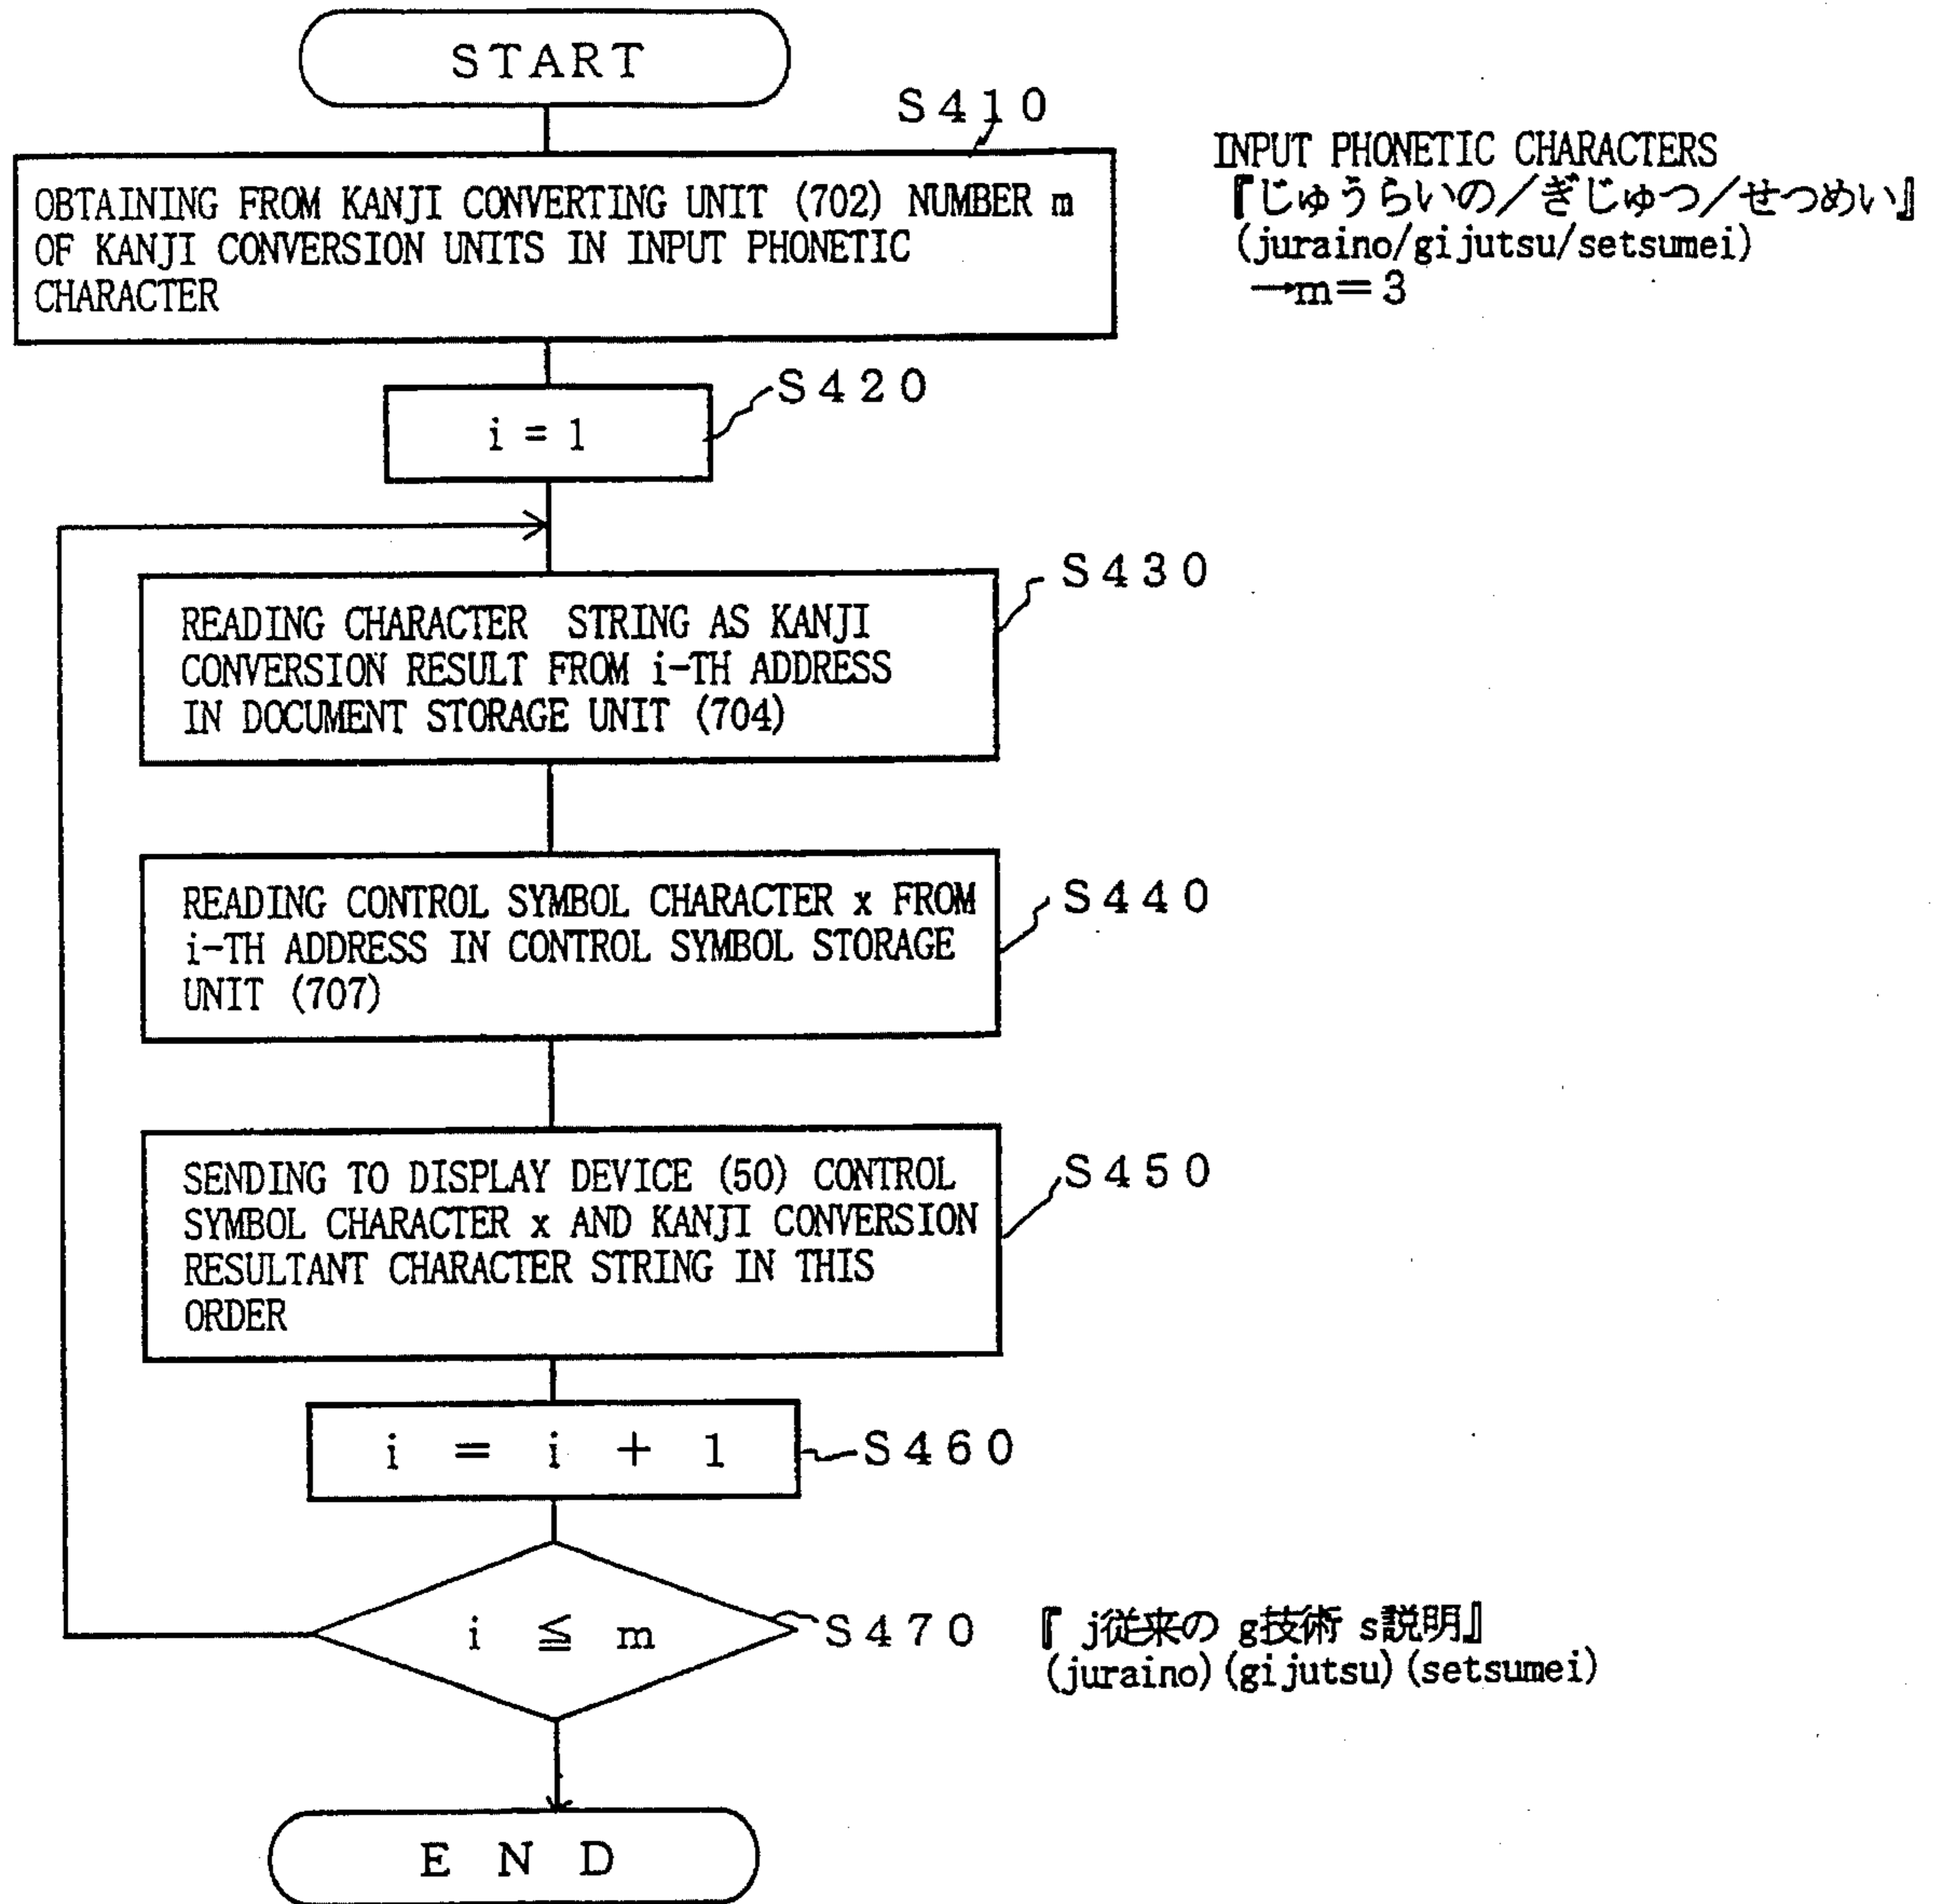 START
S410
OBTAINING FROM KANJI CONVERTING UNIT (702) NUMBER m
OF KANJI CONVERSION UNITS IN INPUT PHONETIC
CHARACTER
INPUT PHONETIC CHARACTERS
『じゅうらいの／ぎじゅつ／せつめい』
(juraino/gijutsu/setsumei)
→m=3
S420
i = 1
S430
READING CHARACTER STRING AS KANJI
CONVERSION RESULT FROM i-TH ADDRESS
IN DOCUMENT STORAGE UNIT (704)
S440
READING CONTROL SYMBOL CHARACTER x FROM
i-TH ADDRESS IN CONTROL SYMBOL STORAGE
UNIT (707)
S450
SENDING TO DISPLAY DEVICE (50) CONTROL
SYMBOL CHARACTER x AND KANJI CONVERSION
RESULTANT CHARACTER STRING IN THIS
ORDER
i = i + 1
S460
i ≦ m
S470
『 j従来の g技術 s説明』
(juraino)(gijutsu)(setsumei)
END